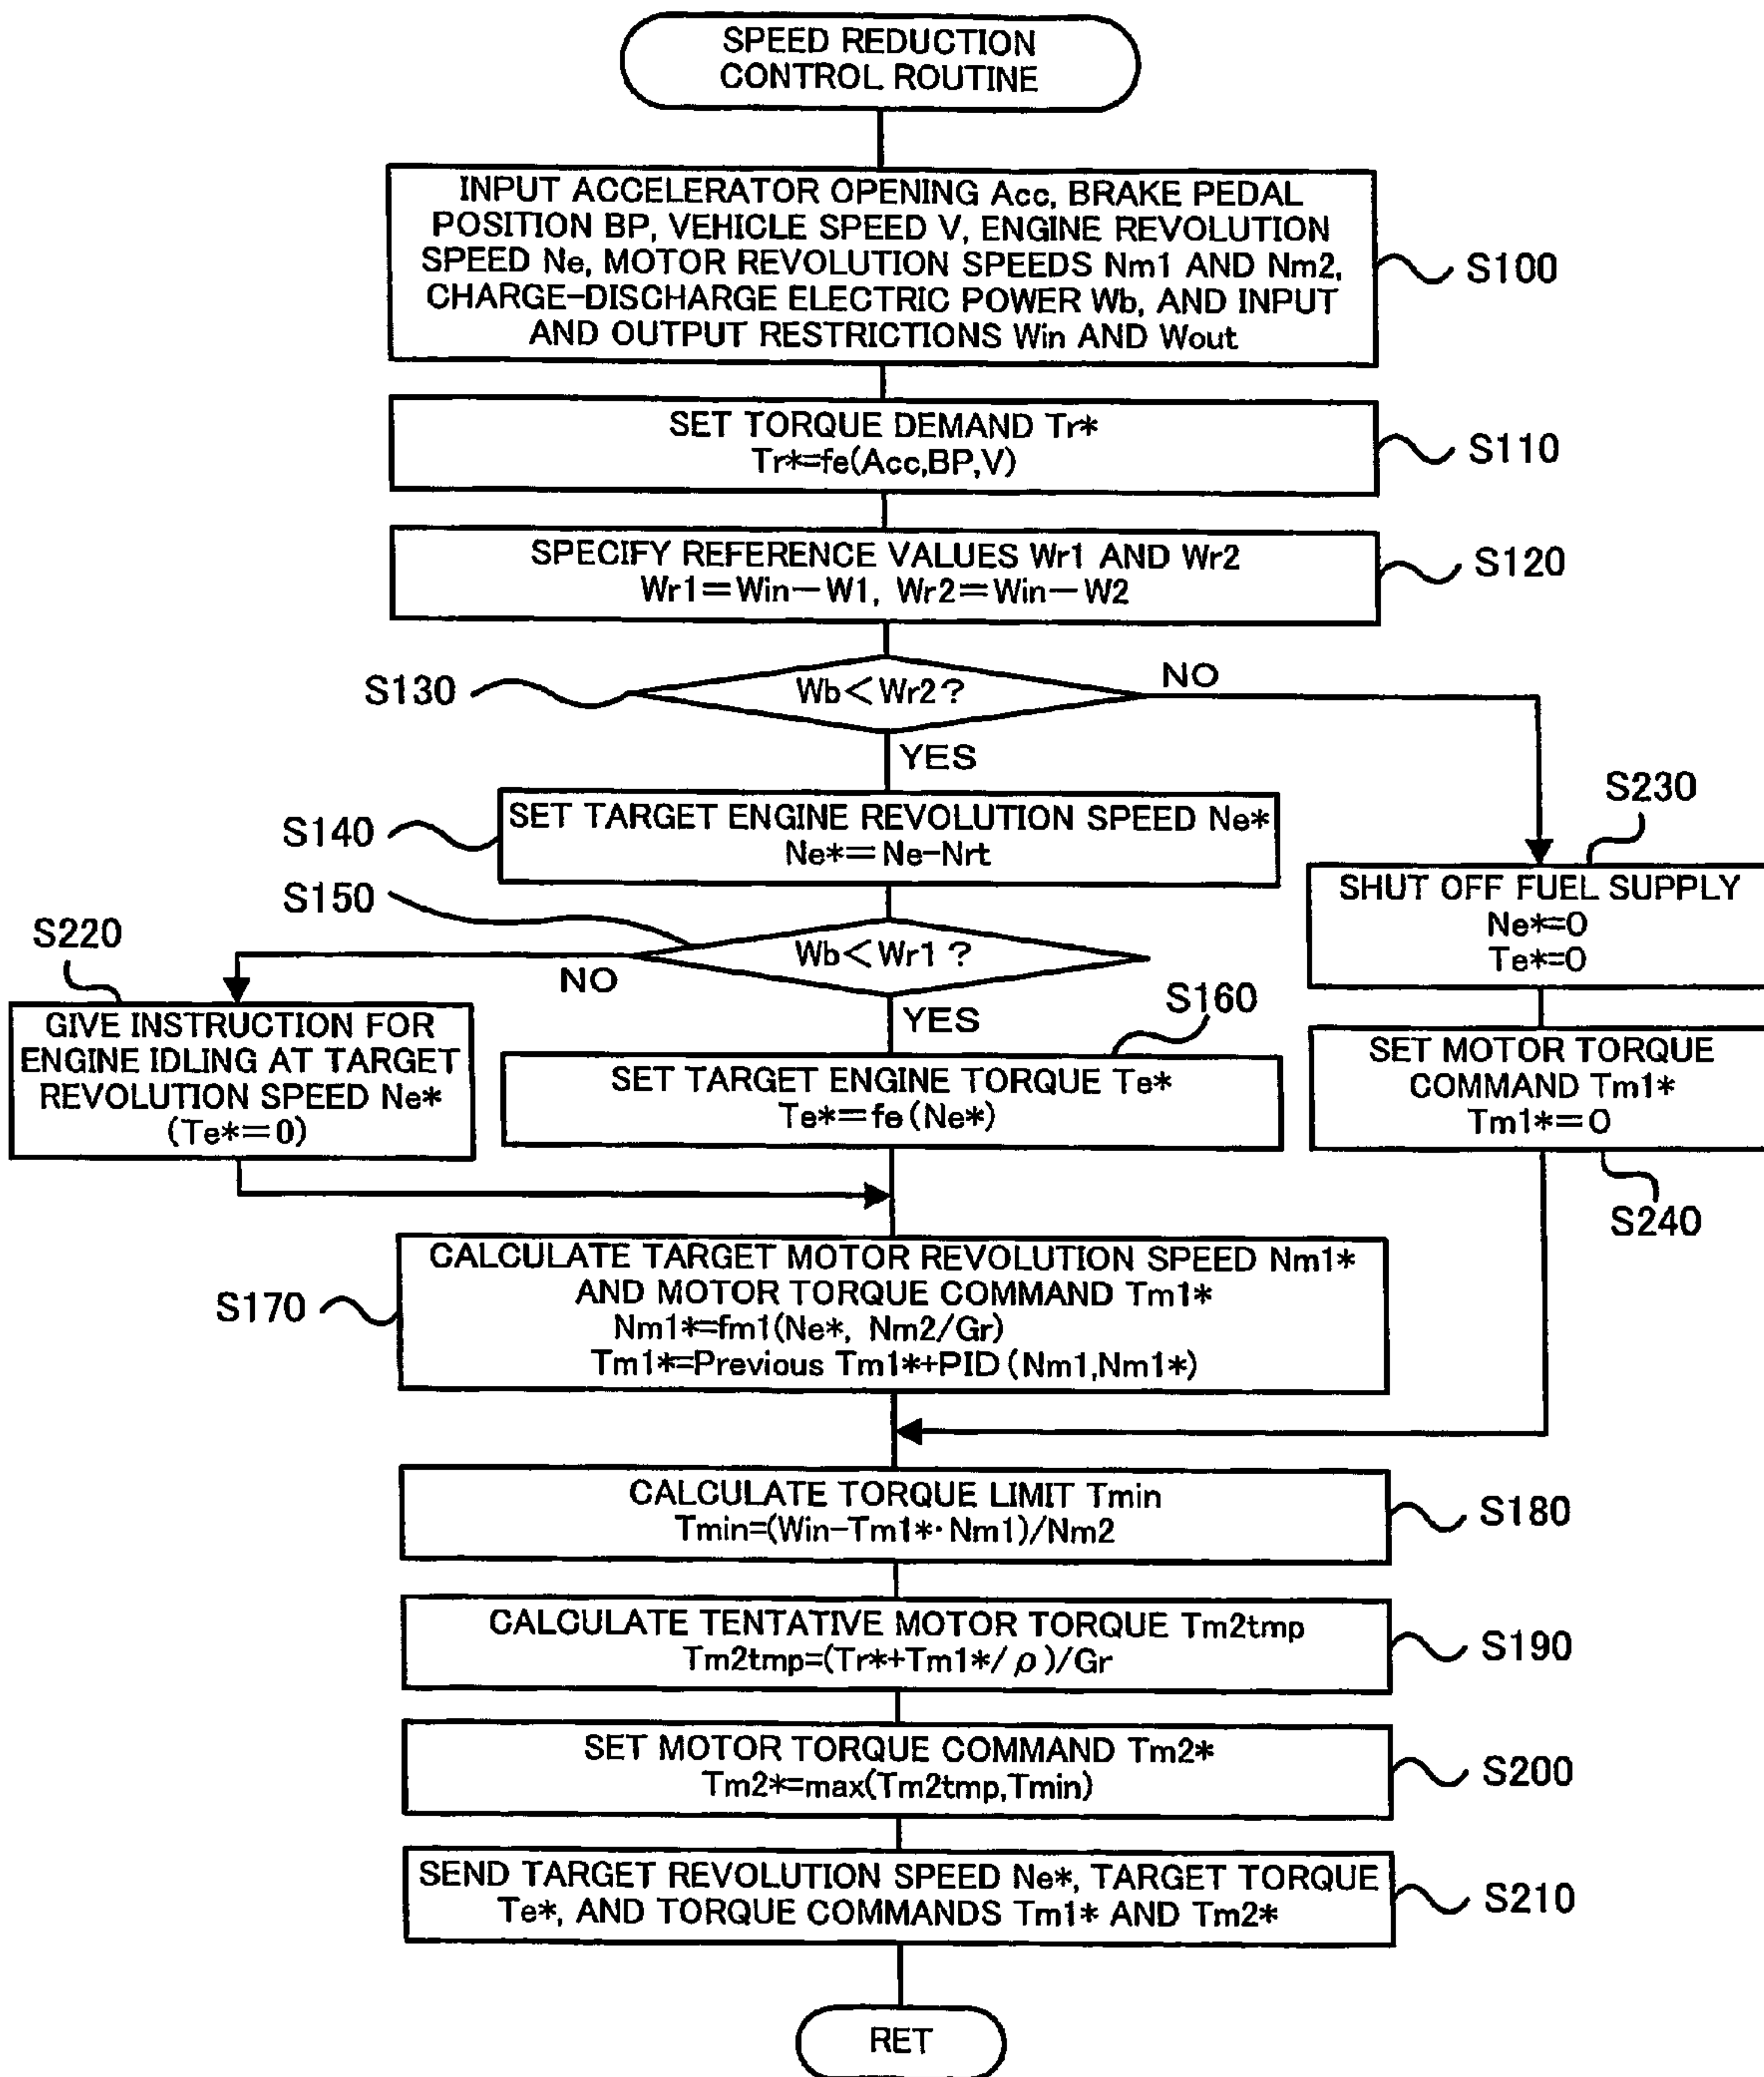 SPEED REDUCTION
CONTROL ROUTINE
INPUT ACCELERATOR OPENING Acc, BRAKE PEDAL
POSITION BP, VEHICLE SPEED V, ENGINE REVOLUTION
SPEED Ne, MOTOR REVOLUTION SPEEDS Nm1 AND Nm2,
CHARGE-DISCHARGE ELECTRIC POWER Wb, AND INPUT
AND OUTPUT RESTRICTIONS Win AND Wout
S100
SET TORQUE DEMAND Tr*
Tr*=fe(Acc,BP,V)
S110
SPECIFY REFERENCE VALUES Wr1 AND Wr2
Wr1=Win-W1, Wr2=Win-W2
S120
S130
Wb<Wr2?
NO
YES
S140
SET TARGET ENGINE REVOLUTION SPEED Ne*
Ne*=Ne-Nrt
S230
SHUT OFF FUEL SUPPLY
Ne*=0
Te*=0
S150
Wb<Wr1?
NO
YES
S220
GIVE INSTRUCTION FOR
ENGINE IDLING AT TARGET
REVOLUTION SPEED Ne*
(Te*=0)
S160
SET TARGET ENGINE TORQUE Te*
Te*=fe(Ne*)
SET MOTOR TORQUE
COMMAND Tm1*
Tm1*=0
S240
S170
CALCULATE TARGET MOTOR REVOLUTION SPEED Nm1*
AND MOTOR TORQUE COMMAND Tm1*
Nm1*=fm1(Ne*, Nm2/Gr)
Tm1*=Previous Tm1*+PID(Nm1,Nm1*)
CALCULATE TORQUE LIMIT Tmin
Tmin=(Win-Tm1*·Nm1)/Nm2
S180
CALCULATE TENTATIVE MOTOR TORQUE Tm2tmp
Tm2tmp=(Tr*+Tm1*/ρ)/Gr
S190
SET MOTOR TORQUE COMMAND Tm2*
Tm2*=max(Tm2tmp,Tmin)
S200
SEND TARGET REVOLUTION SPEED Ne*, TARGET TORQUE
Te*, AND TORQUE COMMANDS Tm1* AND Tm2*
S210
RET